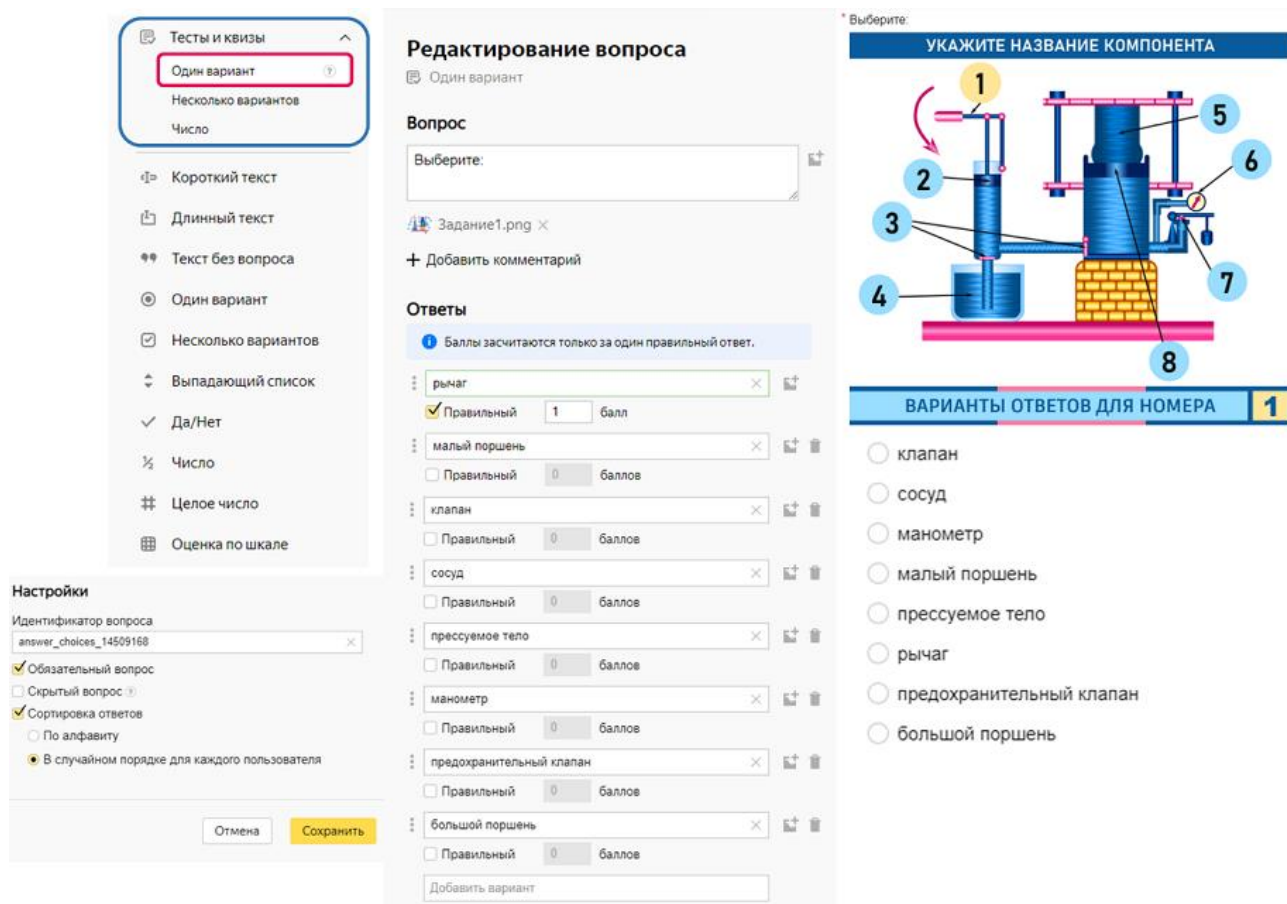 Тесты и квизы
Один вариант
Несколько вариантов
Число
Короткий текст
Длинный текст
Текст без вопроса
Один вариант
Несколько вариантов
Выпадающий список
Да/Нет
½ Число
Целое число
Оценка по шкале
Настройки
Идентификатор вопроса
answer_choices_14509168
Обязательный вопрос
Скрытый вопрос ?
Сортировка ответов
По алфавиту
В случайном порядке для каждого пользователя
Отмена Сохранить
Редактирование вопроса
Один вариант
Вопрос
Выберите:
Задание1.png
+ Добавить комментарий
Ответы
Баллы засчитаются только за один правильный ответ.
рычаг
Правильный 1 балл
малый поршень
Правильный 0 баллов
клапан
Правильный 0 баллов
сосуд
Правильный 0 баллов
прессуемое тело
Правильный 0 баллов
манометр
Правильный 0 баллов
предохранительный клапан
Правильный 0 баллов
большой поршень
Правильный 0 баллов
Добавить вариант
* Выберите:
УКАЖИТЕ НАЗВАНИЕ КОМПОНЕНТА
1
2
3
4
5
6
7
8
ВАРИАНТЫ ОТВЕТОВ ДЛЯ НОМЕРА 1
клапан
сосуд
манометр
малый поршень
прессуемое тело
рычаг
предохранительный клапан
большой поршень